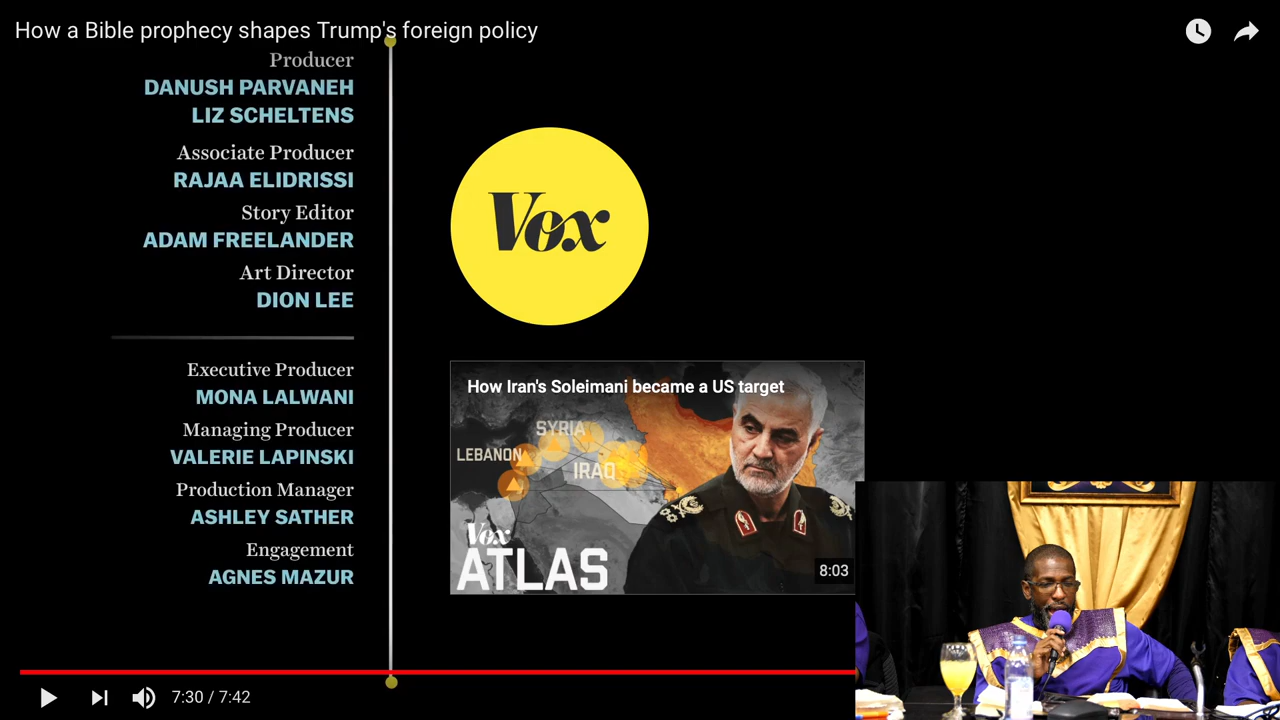 How a Bible prophecy shapes Trump's foreign policy
Producer
DANUSH PARVANEH
LIZ SCHELTENS
Associate Producer
RAJAA ELIDRISSI
Story Editor
ADAM FREELANDER
Art Director
DION LEE
Executive Producer
MONA LALWANI
Managing Producer
VALERIE LAPINSKI
Production Manager
ASHLEY SATHER
Engagement
AGNES MAZUR
Vox
How Iran's Soleimani became a US target
SYRIA
LEBANON
IRAQ
Vox
ATLAS
8:03
7:30 / 7:42